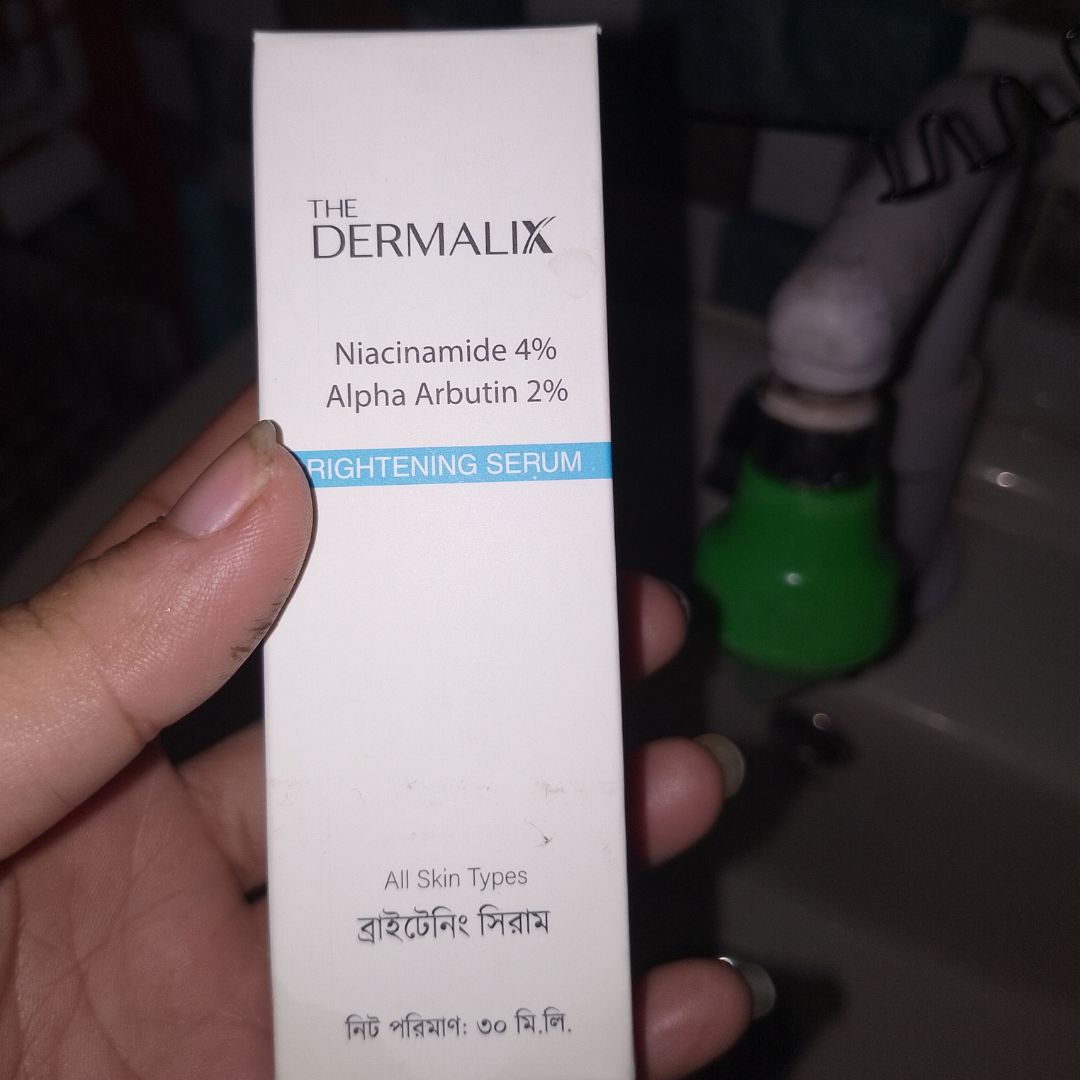 THE
DERMALIX
Niacinamide 4%
Alpha Arbutin 2%
RIGHTENING SERUM
All Skin Types
ব্রাইটেনিং সিরাম
নিট পরিমাণ: ৩০ মি.লি.